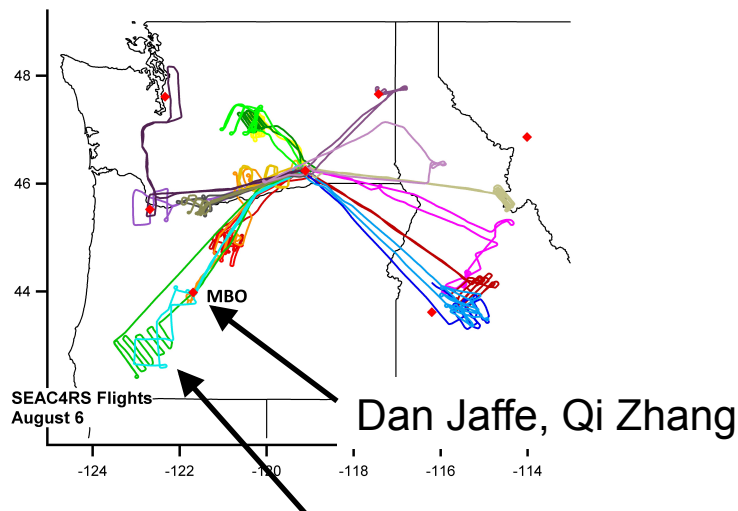 48
46
44
MBO
SEAC4RS Flights
August 6
Dan Jaffe, Qi Zhang
-124
-122
-120
-118
-116
-114